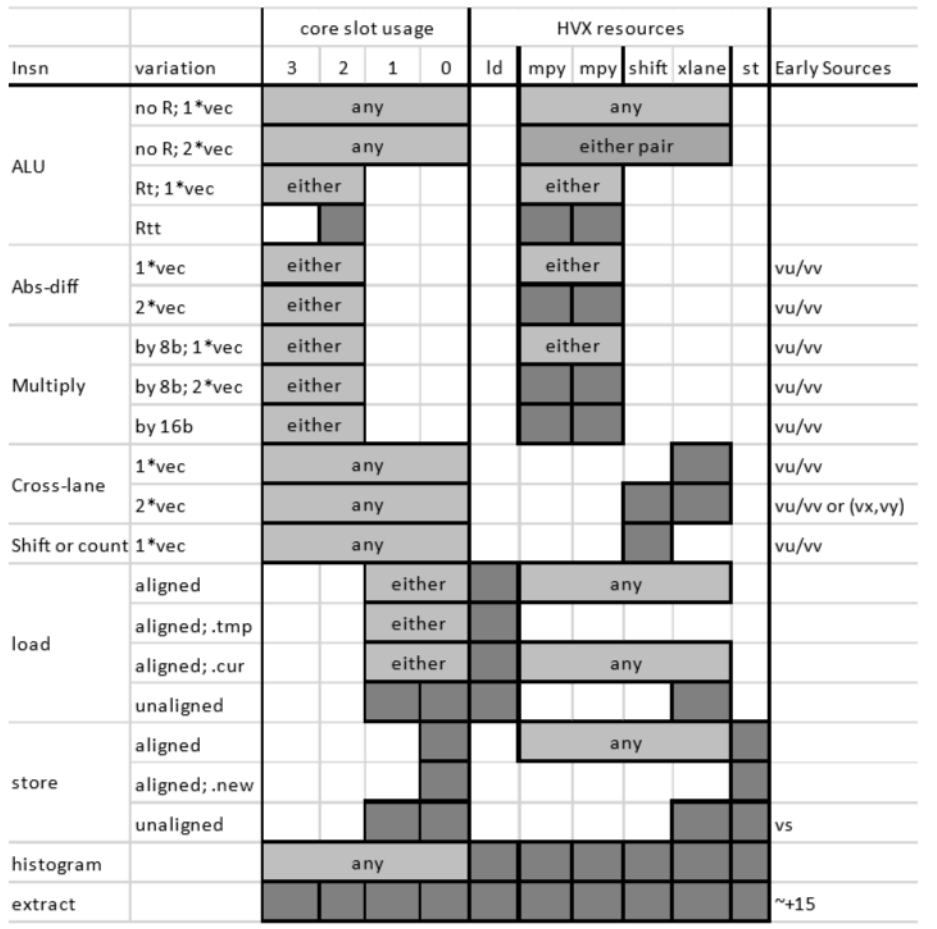 core slot usage HVX resources
Insn variation 3 2 1 0 ld mpy mpy shift xlane st Early Sources
no R; 1*vec any any
ALU
no R; 2*vec any either pair
Rt; 1*vec either either
Rtt
Abs-diff
1*vec either either vu/vv
2*vec either vu/vv
Multiply
by 8b; 1*vec either either vu/vv
by 8b; 2*vec either vu/vv
by 16b either vu/vv
Cross-lane
1*vec any vu/vv
2*vec any vu/vv or (vx,vy)
Shift or count 1*vec any vu/vv
load
aligned either any
aligned; .tmp either
aligned; .cur either any
unaligned
store
aligned any
aligned; .new
unaligned vs
histogram any
extract ~+15